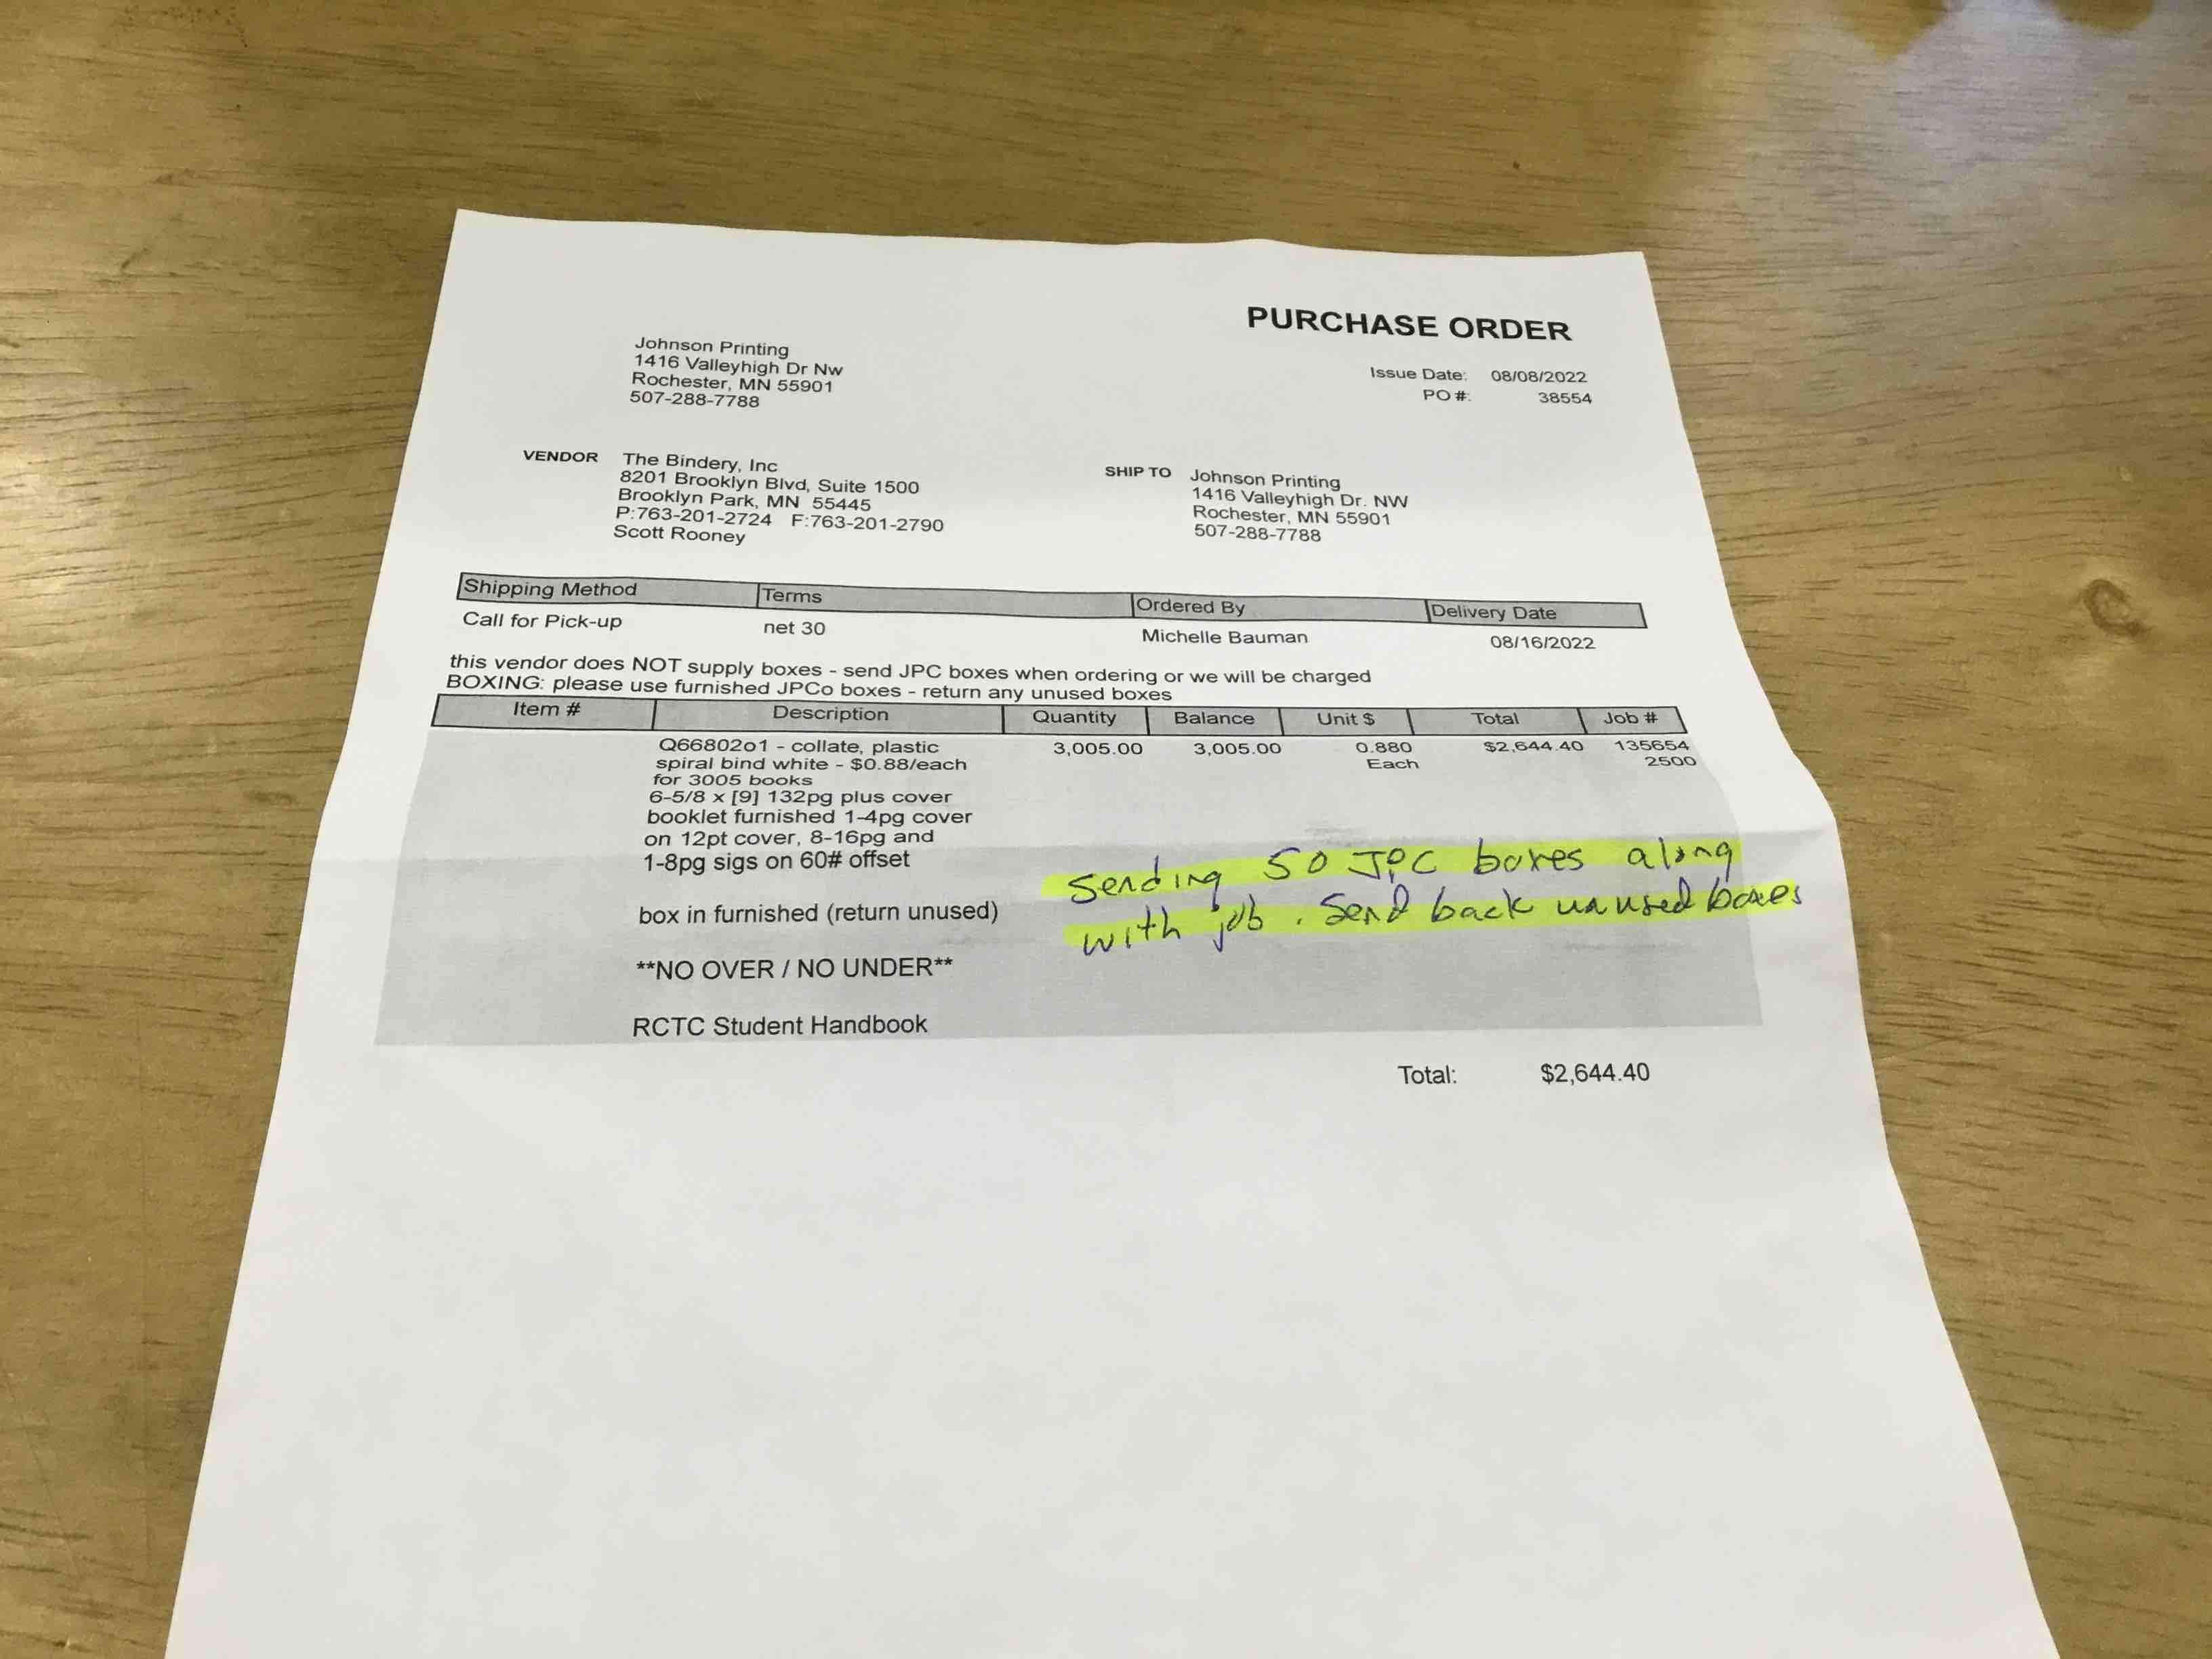 PURCHASE ORDER
Johnson Printing
1416 Valleyhigh Dr Nw
Rochester, MN 55901
507-288-7788
Issue Date: 08/08/2022
PO #: 38554
VENDOR The Bindery, Inc
8201 Brooklyn Blvd, Suite 1500
Brooklyn Park, MN 55445
P:763-201-2724 F:763-201-2790
Scott Rooney
SHIP TO Johnson Printing
1416 Valleyhigh Dr. NW
Rochester, MN 55901
507-288-7788
Shipping Method Terms Ordered By Delivery Date
Call for Pick-up net 30 Michelle Bauman 08/16/2022
this vendor does NOT supply boxes - send JPC boxes when ordering or we will be charged
BOXING: please use furnished JPCo boxes - return any unused boxes
Item # Description Quantity Balance Unit $ Total Job #
Q66802o1 - collate, plastic 3,005.00 3,005.00 0.880 $2,644.40 135654
spiral bind white - $0.88/each Each 2500
for 3005 books
6-5/8 x [9] 132pg plus cover
booklet furnished 1-4pg cover
on 12pt cover, 8-16pg and
1-8pg sigs on 60# offset
Sending 50 JPC boxes along
with job. Send back unused boxes
box in furnished (return unused)
**NO OVER / NO UNDER**
RCTC Student Handbook
Total: $2,644.40